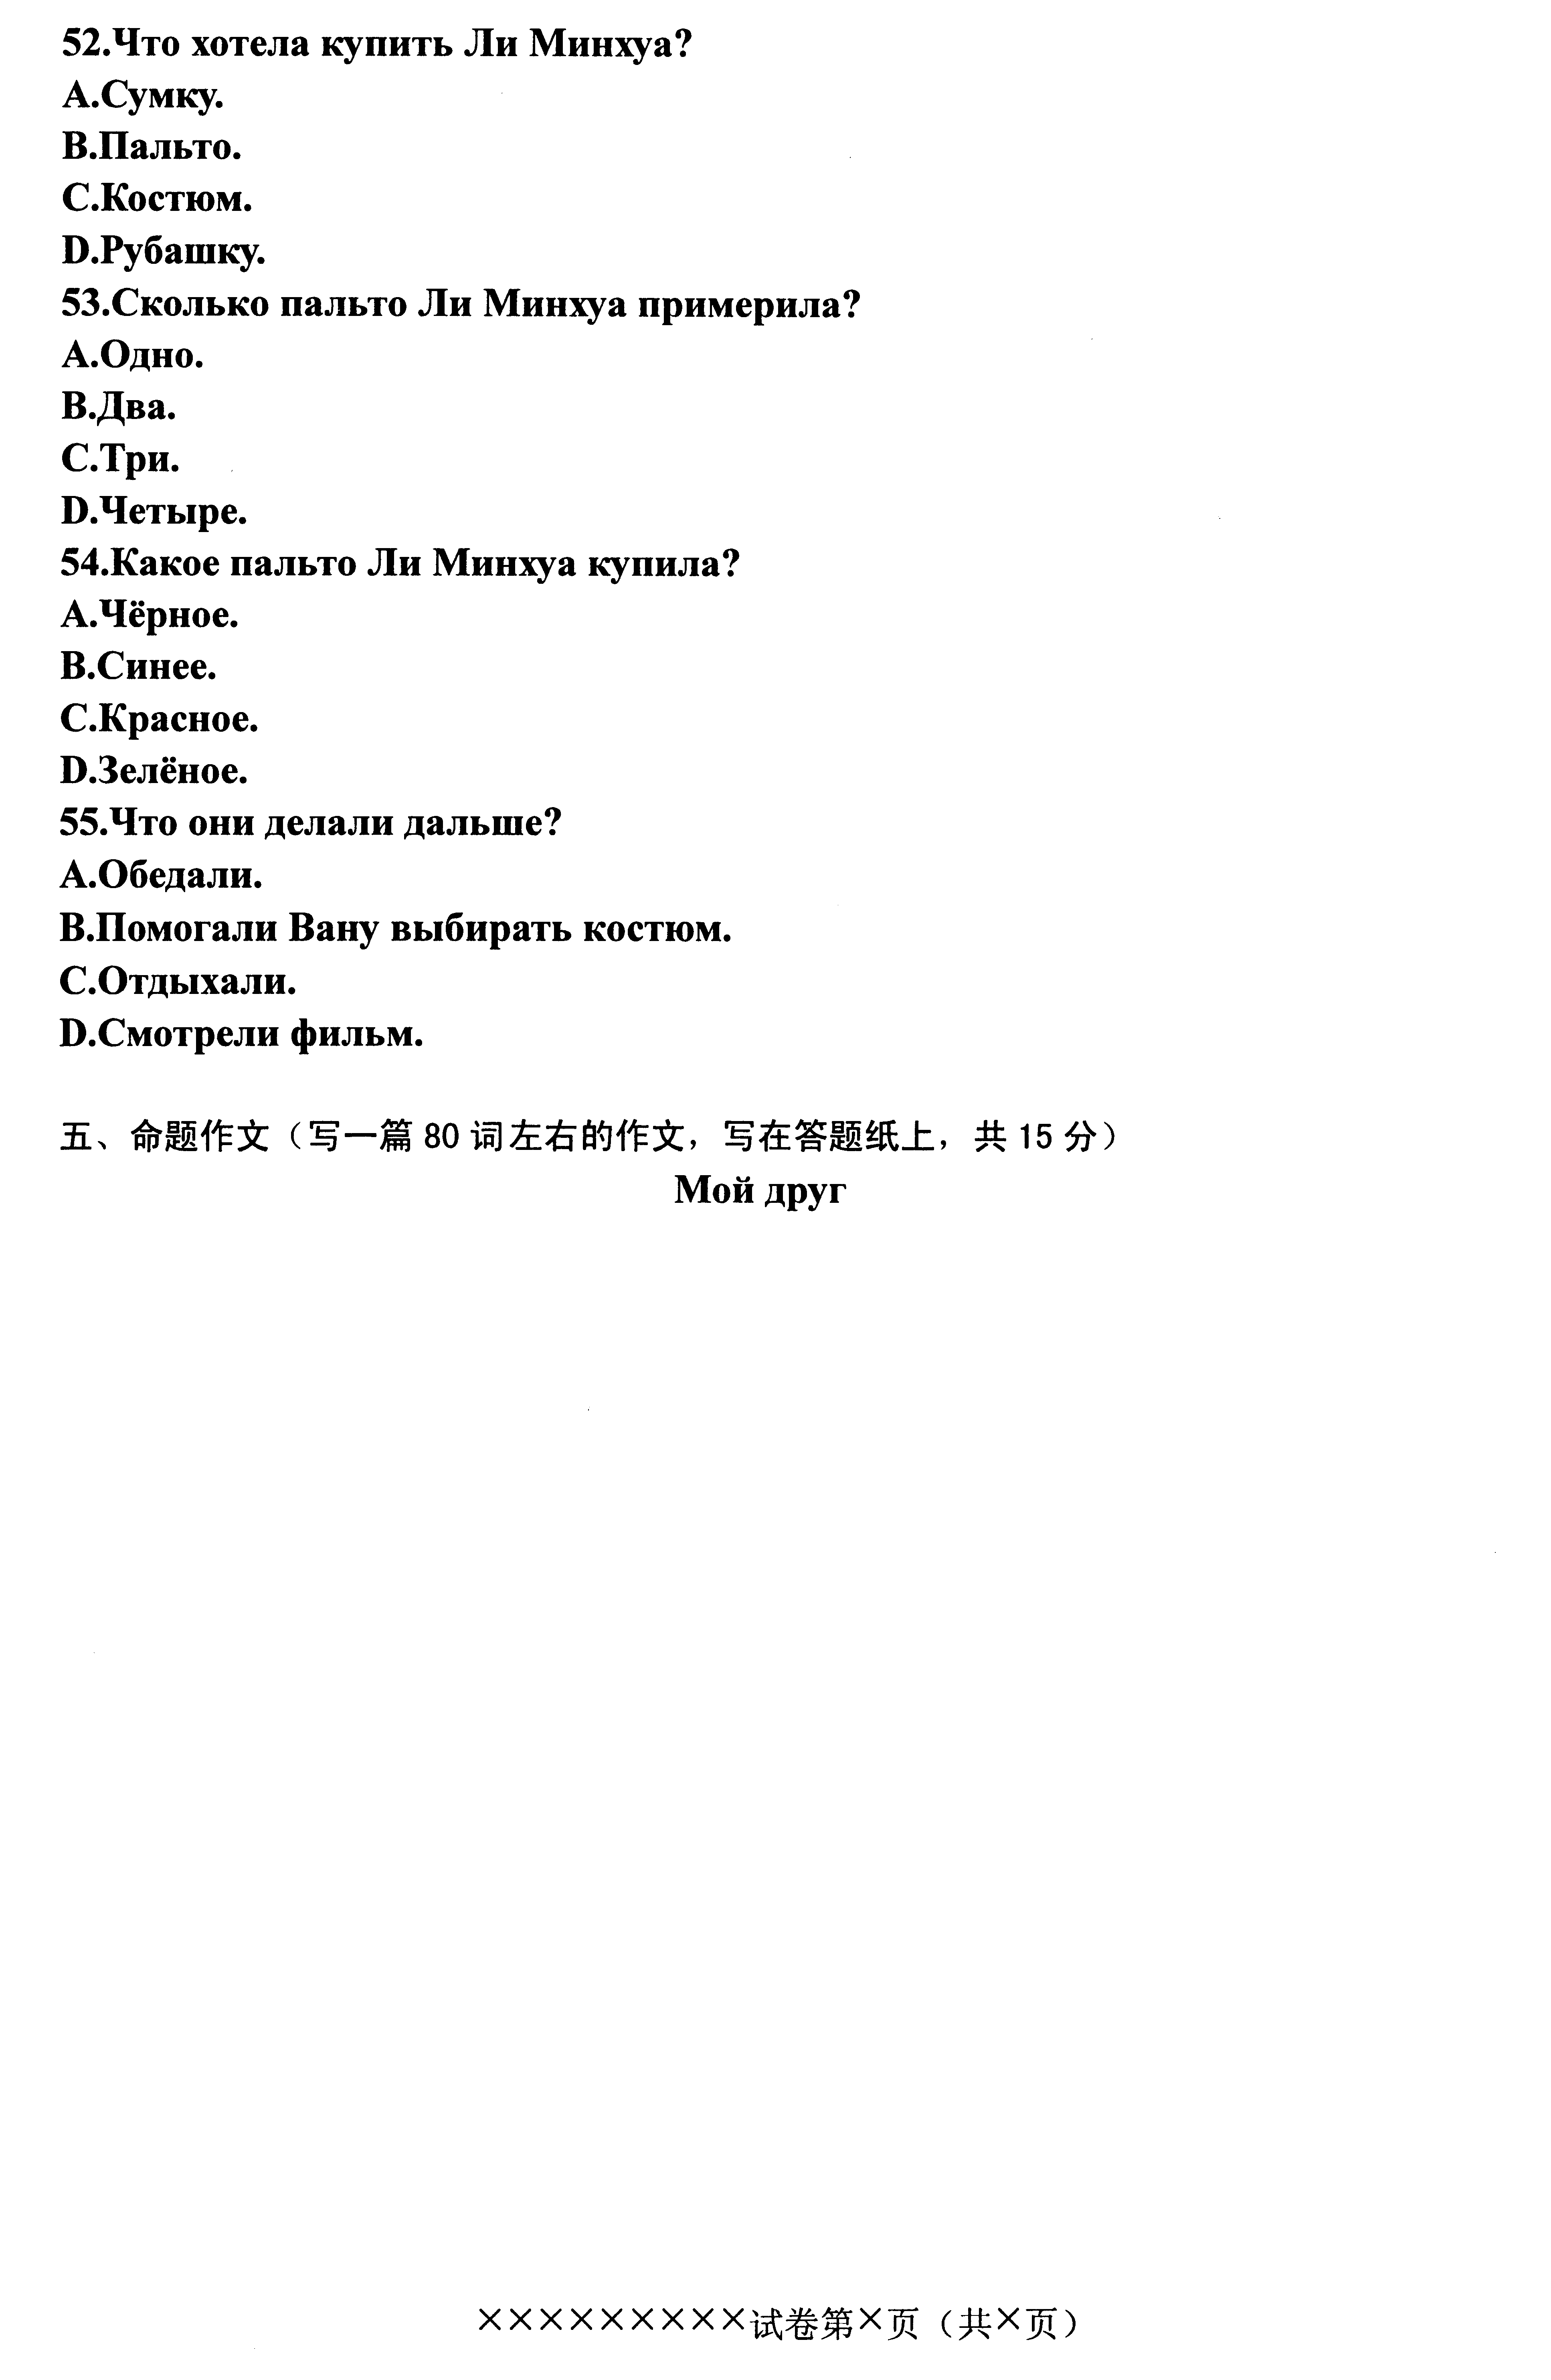 52.Что хотела купить Ли Минхуа?
А.Сумку.
В.Пальто.
С.Костюм.
D.Рубашку.
53.Сколько пальто Ли Минхуа примерила?
А.Одно.
В.Два.
С.Три.
D.Четыре.
54.Какое пальто Ли Минхуа купила?
А.Чёрное.
В.Синее.
С.Красное.
D.Зелёное.
55.Что они делали дальше?
А.Обедали.
В.Помогали Вану выбирать костюм.
С.Отдыхали.
D.Смотрели фильм.
五、命题作文（写一篇 80 词左右的作文，写在答题纸上，共 15 分）
Мой друг
×××××××××试卷第×页（共×页）